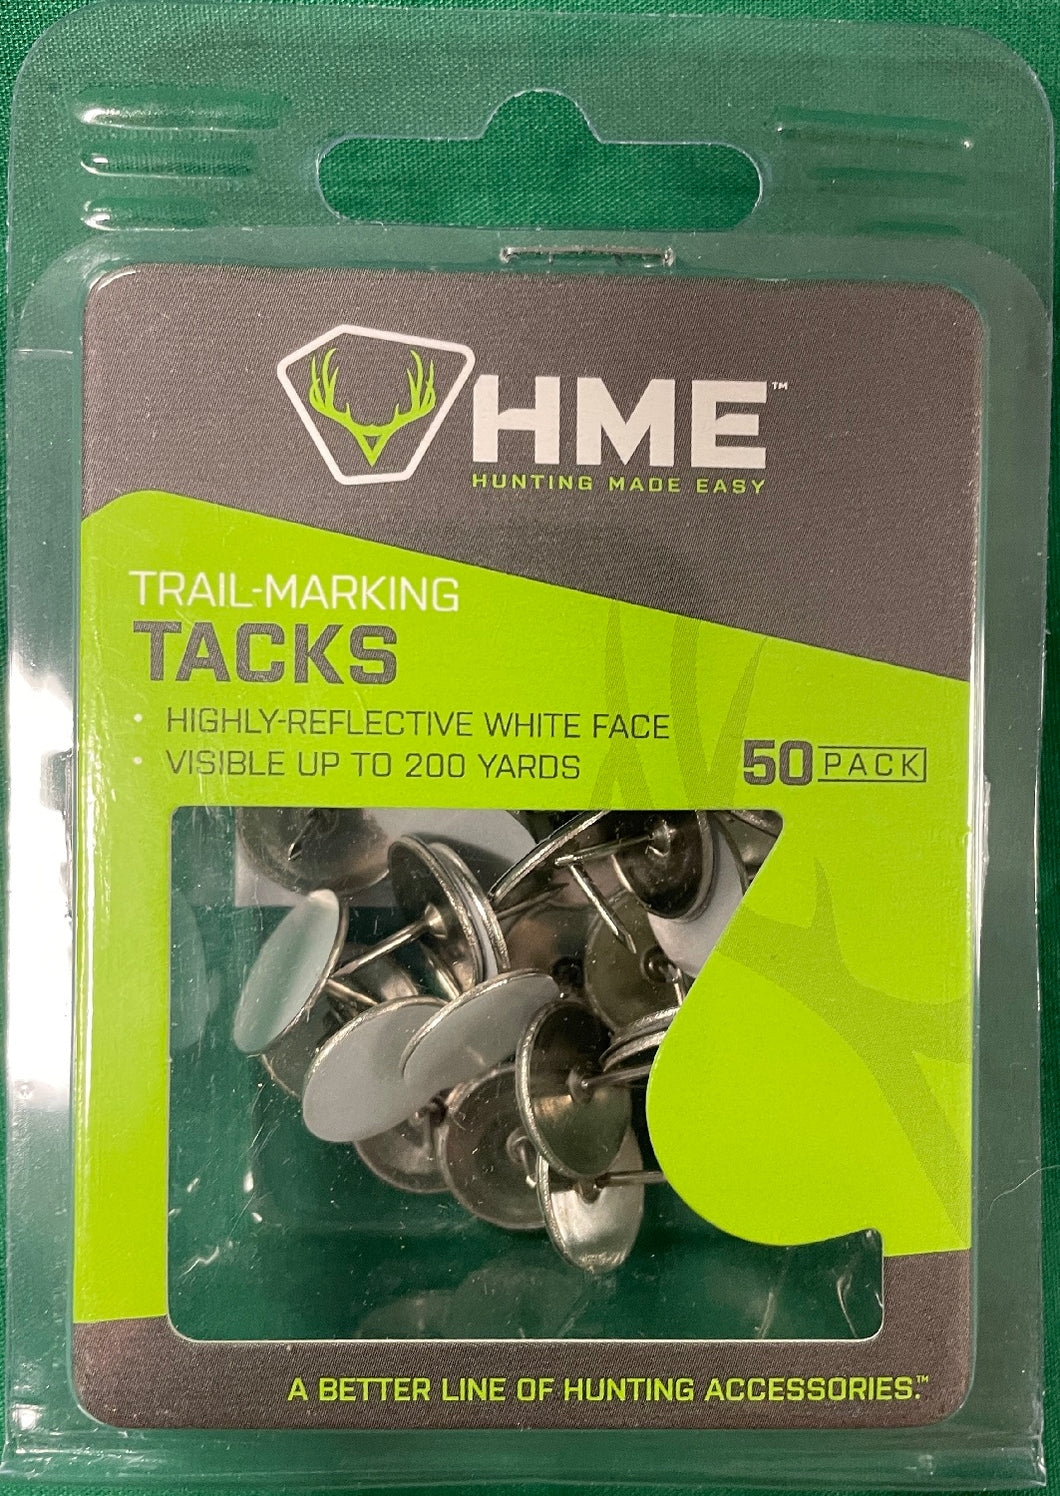 HME™
HUNTING MADE EASY
TRAIL-MARKING
TACKS
• HIGHLY-REFLECTIVE WHITE FACE
• VISIBLE UP TO 200 YARDS
50 PACK
A BETTER LINE OF HUNTING ACCESSORIES.™